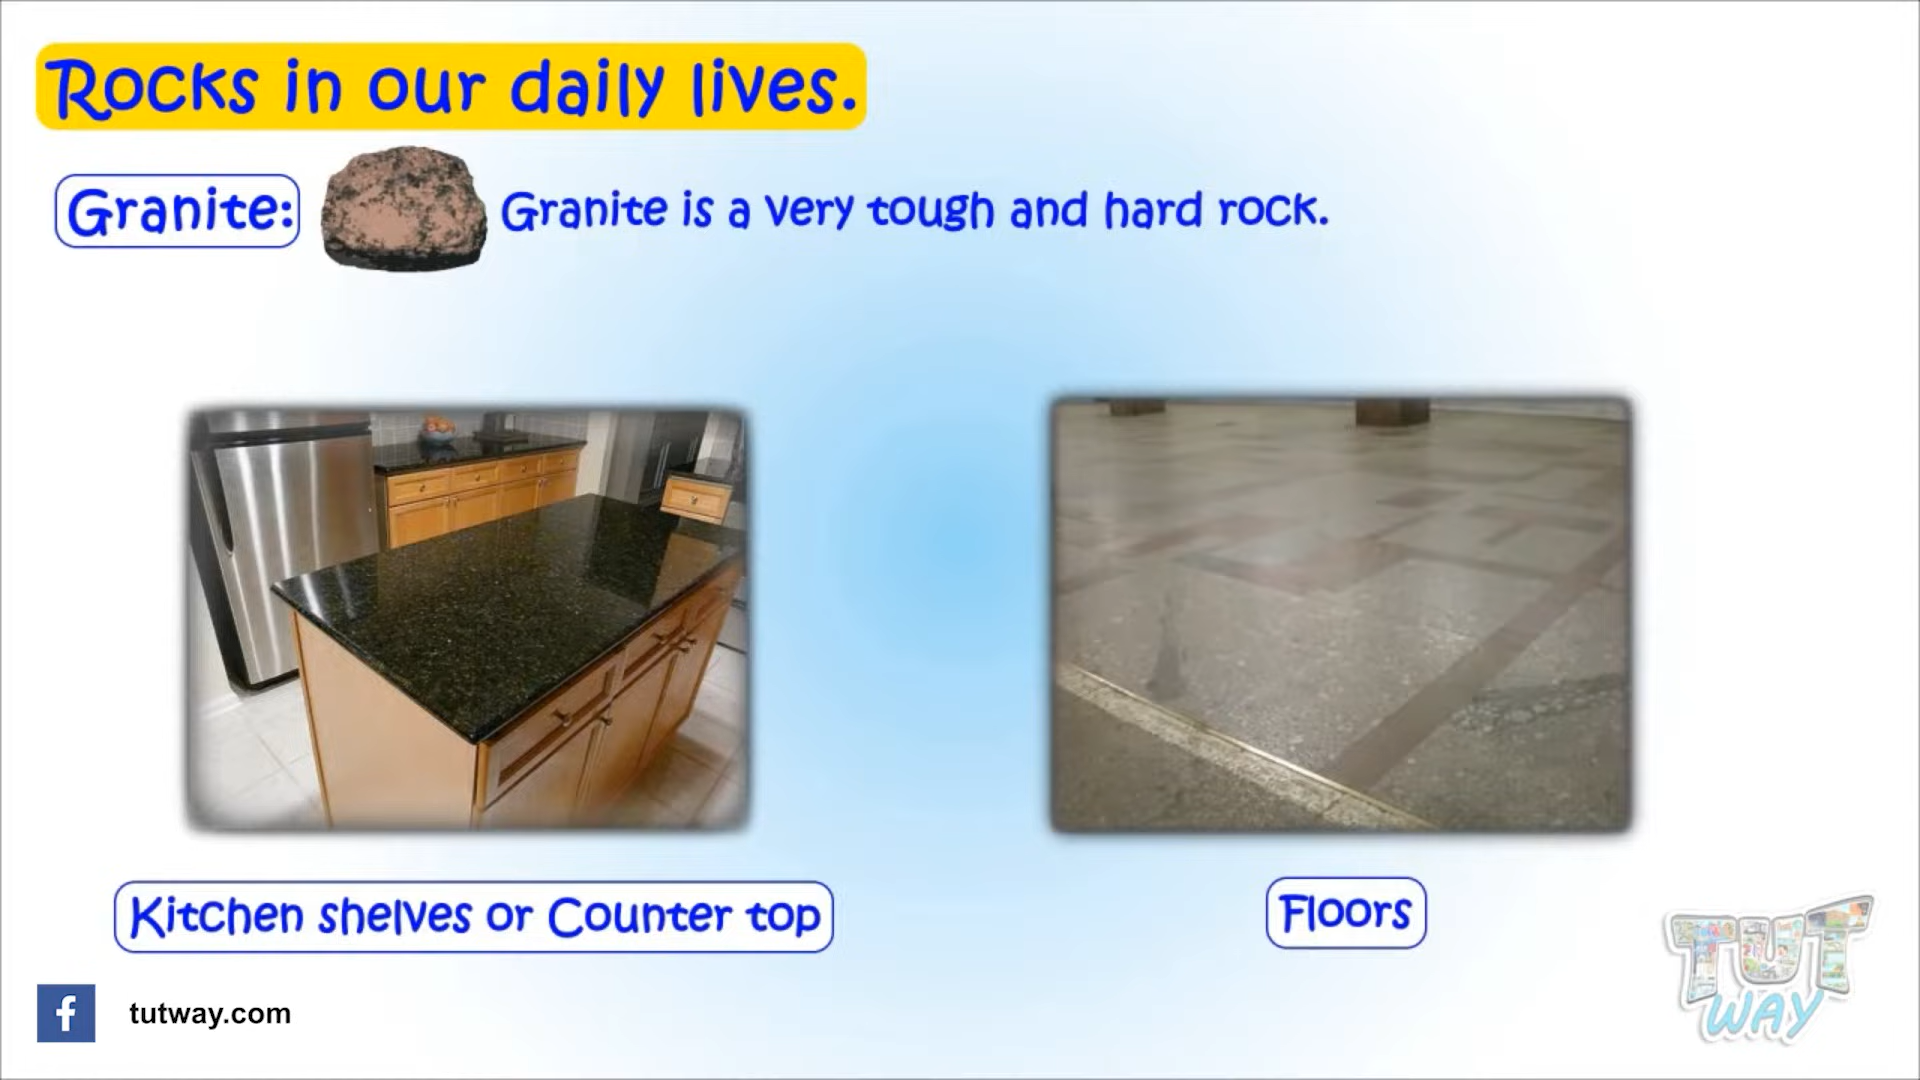 Rocks in our daily lives.
Granite:
Granite is a very tough and hard rock.
Kitchen shelves or Counter top
Floors
f
tutway.com
TUT
WAY